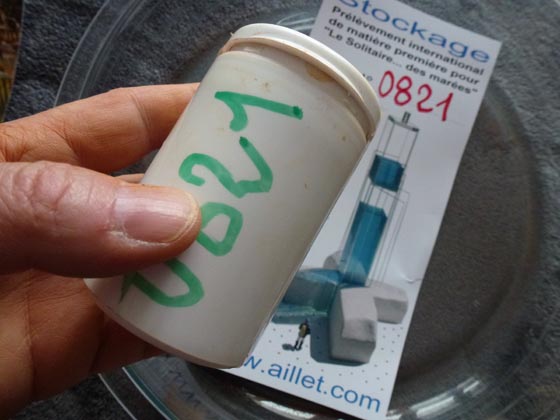 Stockage
Prélèvement international
de matière première pour
"Le Solitaire... des marées"
0821
0821
w.aillet.com